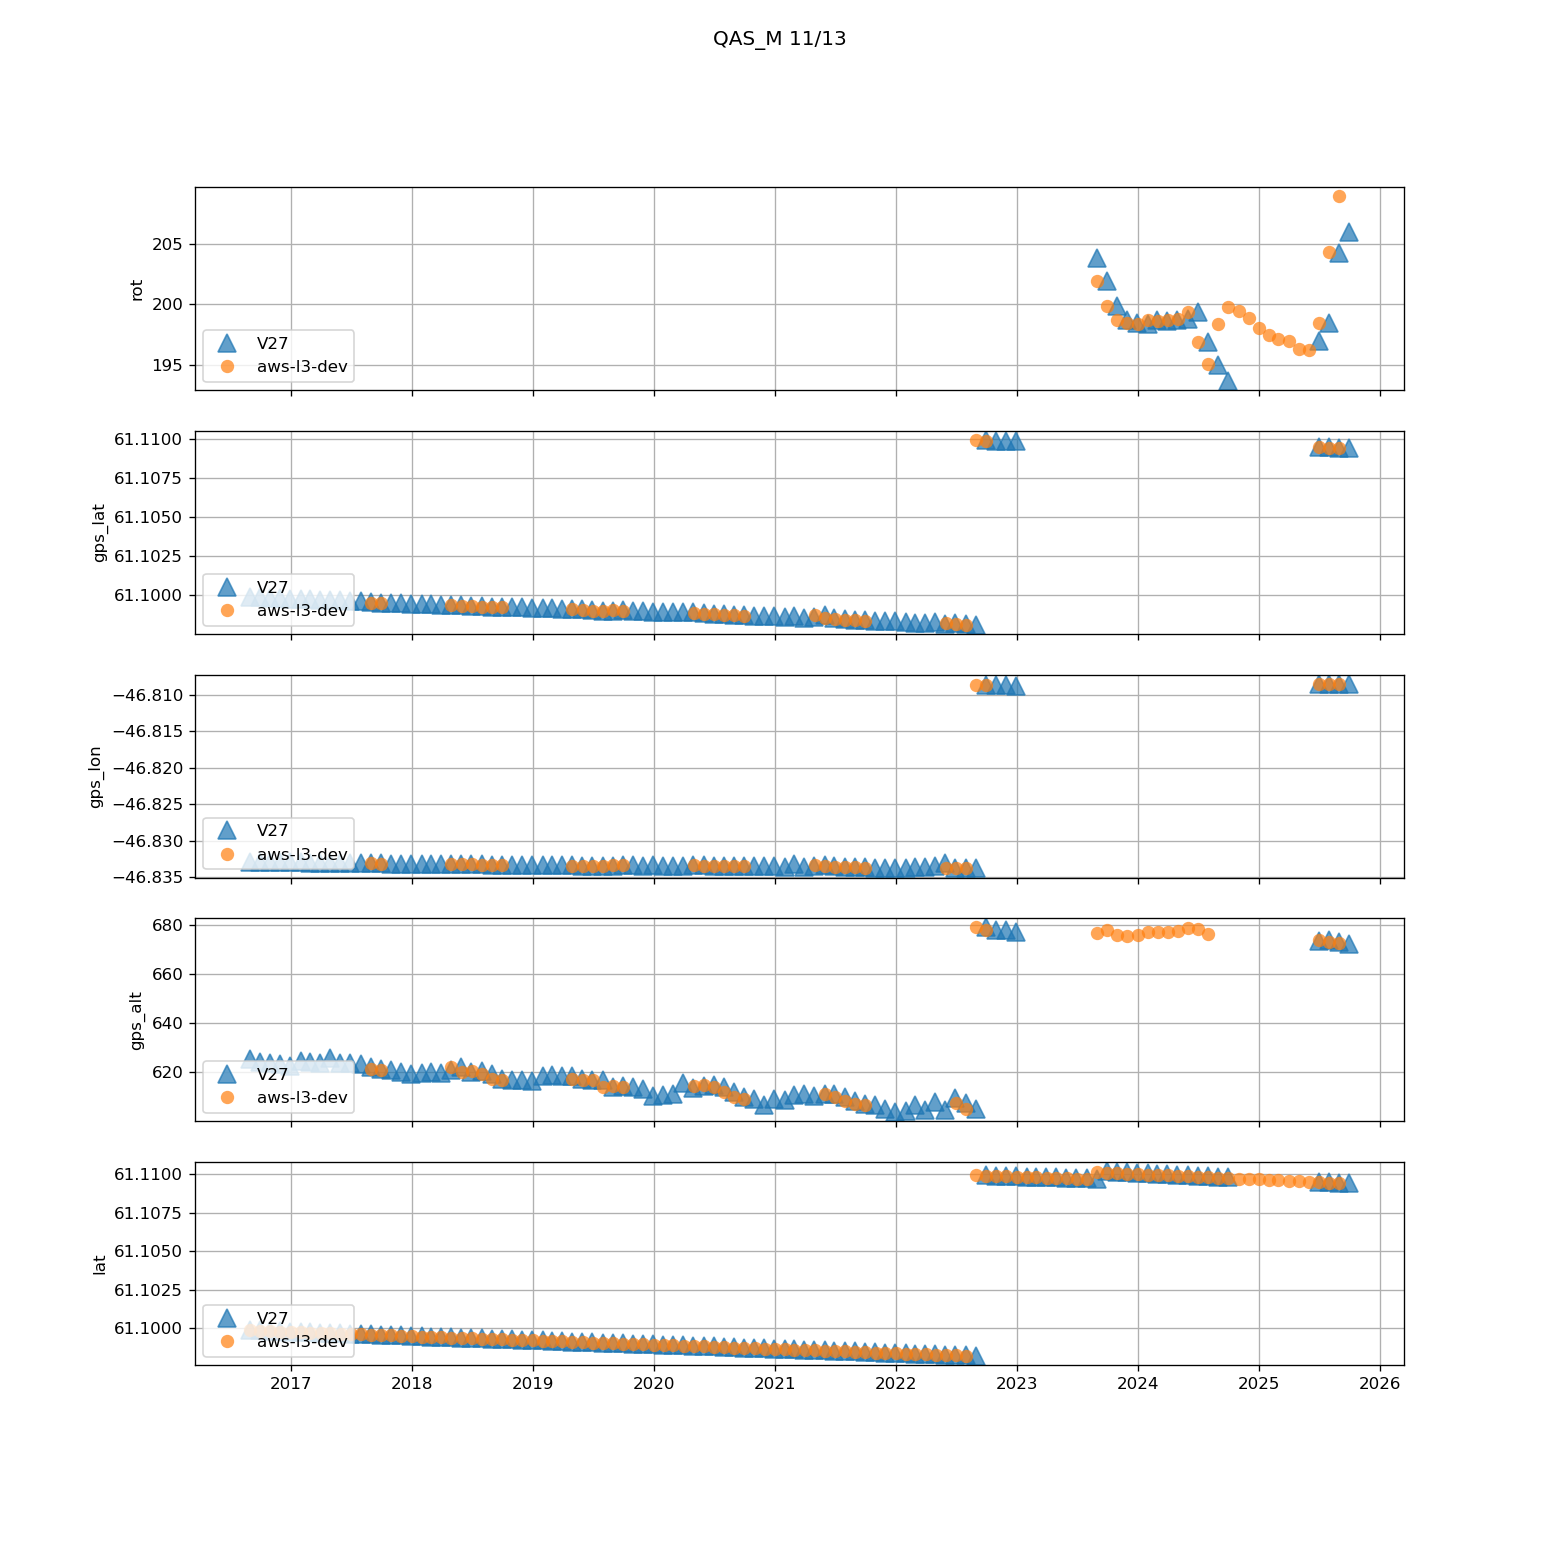 QAS_M 11/13
205
200
195
rot
V27
aws-l3-dev
61.1100
61.1075
61.1050
61.1025
61.1000
gps_lat
V27
aws-l3-dev
−46.810
−46.815
−46.820
−46.825
−46.830
−46.835
gps_lon
V27
aws-l3-dev
680
660
640
620
gps_alt
V27
aws-l3-dev
61.1100
61.1075
61.1050
61.1025
61.1000
lat
V27
aws-l3-dev
2017 2018 2019 2020 2021 2022 2023 2024 2025 2026